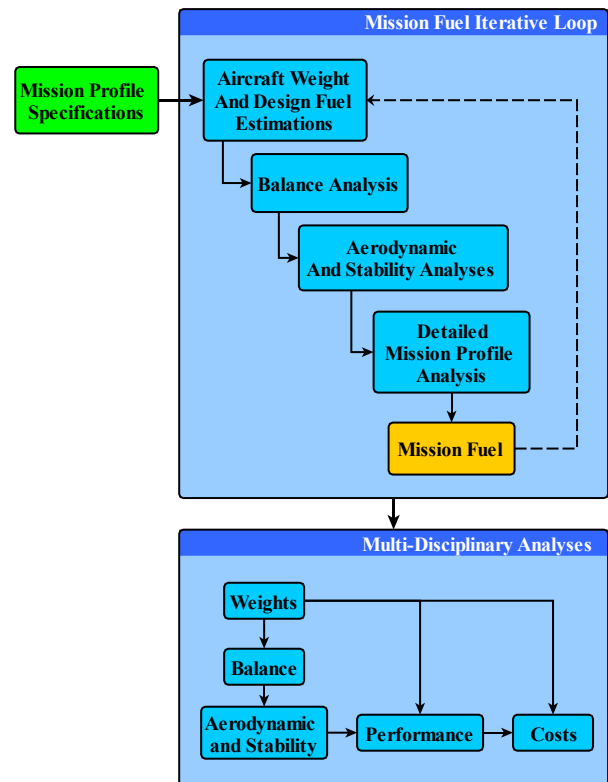 Mission Fuel Iterative Loop
Mission Profile
Specifications
Aircraft Weight
And Design Fuel
Estimations
Balance Analysis
Aerodynamic
And Stability Analyses
Detailed
Mission Profile
Analysis
Mission Fuel
Multi-Disciplinary Analyses
Weights
Balance
Aerodynamic
and Stability
Performance
Costs